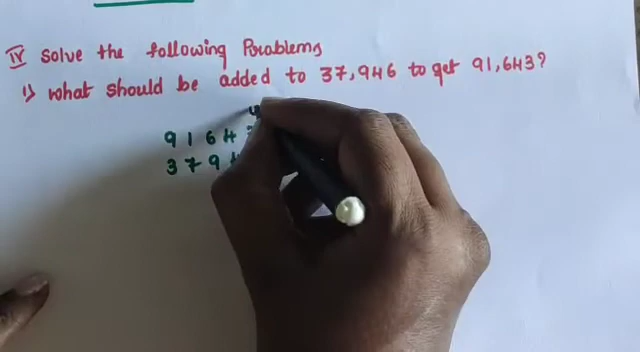 IV Solve the following Problems
1) what should be added to 37,946 to get 91,643?
9 1 6 4
3 7 9